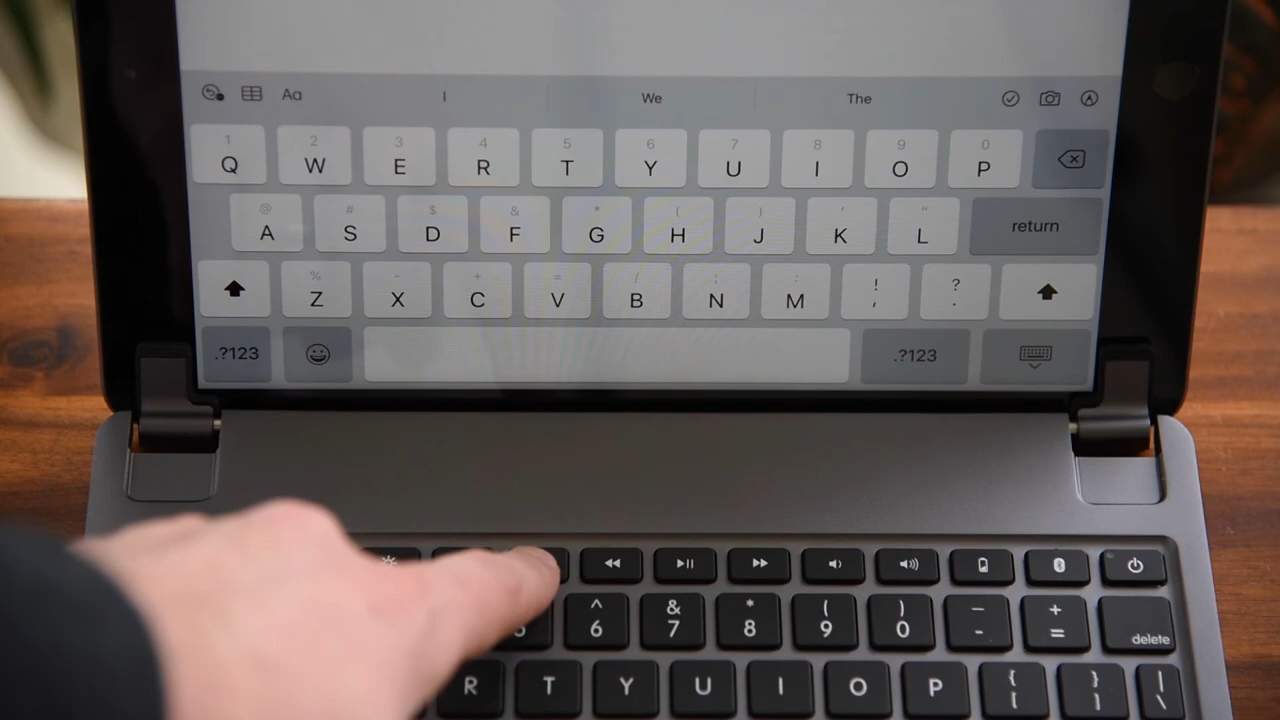 Aa I We The
1 2 3 4 5 6 7 8 9 0
Q W E R T Y U I O P
@ # $ & * ( ) ' "
A S D F G H J K L return
% - + = / ; : ! ?
Z X C V B N M , .
.?123 .?123
^ & * ( ) _ +
5 6 7 8 9 0 - = delete
{ } |
R T Y U I O P [ ] \